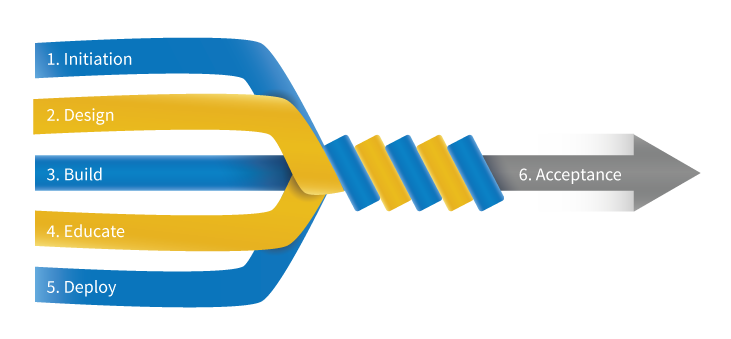 1. Initiation
2. Design
3. Build
4. Educate
5. Deploy
6. Acceptance